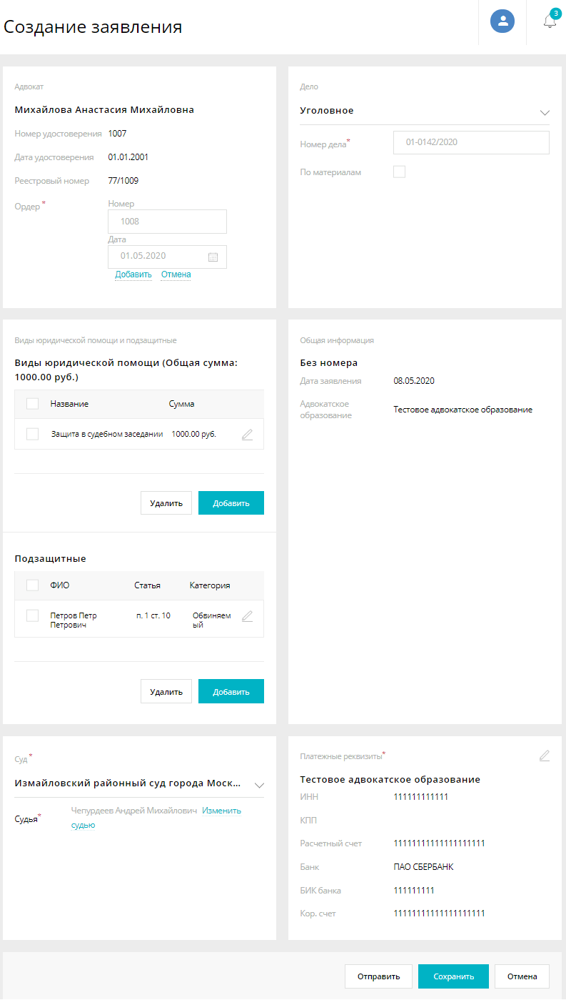 Создание заявления
3
Адвокат
Михайлова Анастасия Михайловна
Номер удостоверения 1007
Дата удостоверения 01.01.2001
Реестровый номер 77/1009
Ордер * Номер
1008
Дата
01.05.2020
Добавить Отмена
Дело
Уголовное
Номер дела* 01-0142/2020
По материалам
Виды юридической помощи и подзащитные
Виды юридической помощи (Общая сумма:
1000.00 руб.)
Название Сумма
Защита в судебном заседании 1000.00 руб.
Удалить Добавить
Подзащитные
ФИО Статья Категория
Петров Петр п. 1 ст. 10 Обвиняем
Петрович ый
Удалить Добавить
Общая информация
Без номера
Дата заявления 08.05.2020
Адвокатское
образование Тестовое адвокатское образование
Суд *
Измайловский районный суд города Моск...
Судья* Чепурдеев Андрей Михайлович Изменить
судью
Платежные реквизиты*
Тестовое адвокатское образование
ИНН 111111111111
КПП
Расчетный счет 11111111111111111111
Банк ПАО СБЕРБАНК
БИК банка 111111111
Кор. счет 11111111111111111111
Отправить Сохранить Отмена